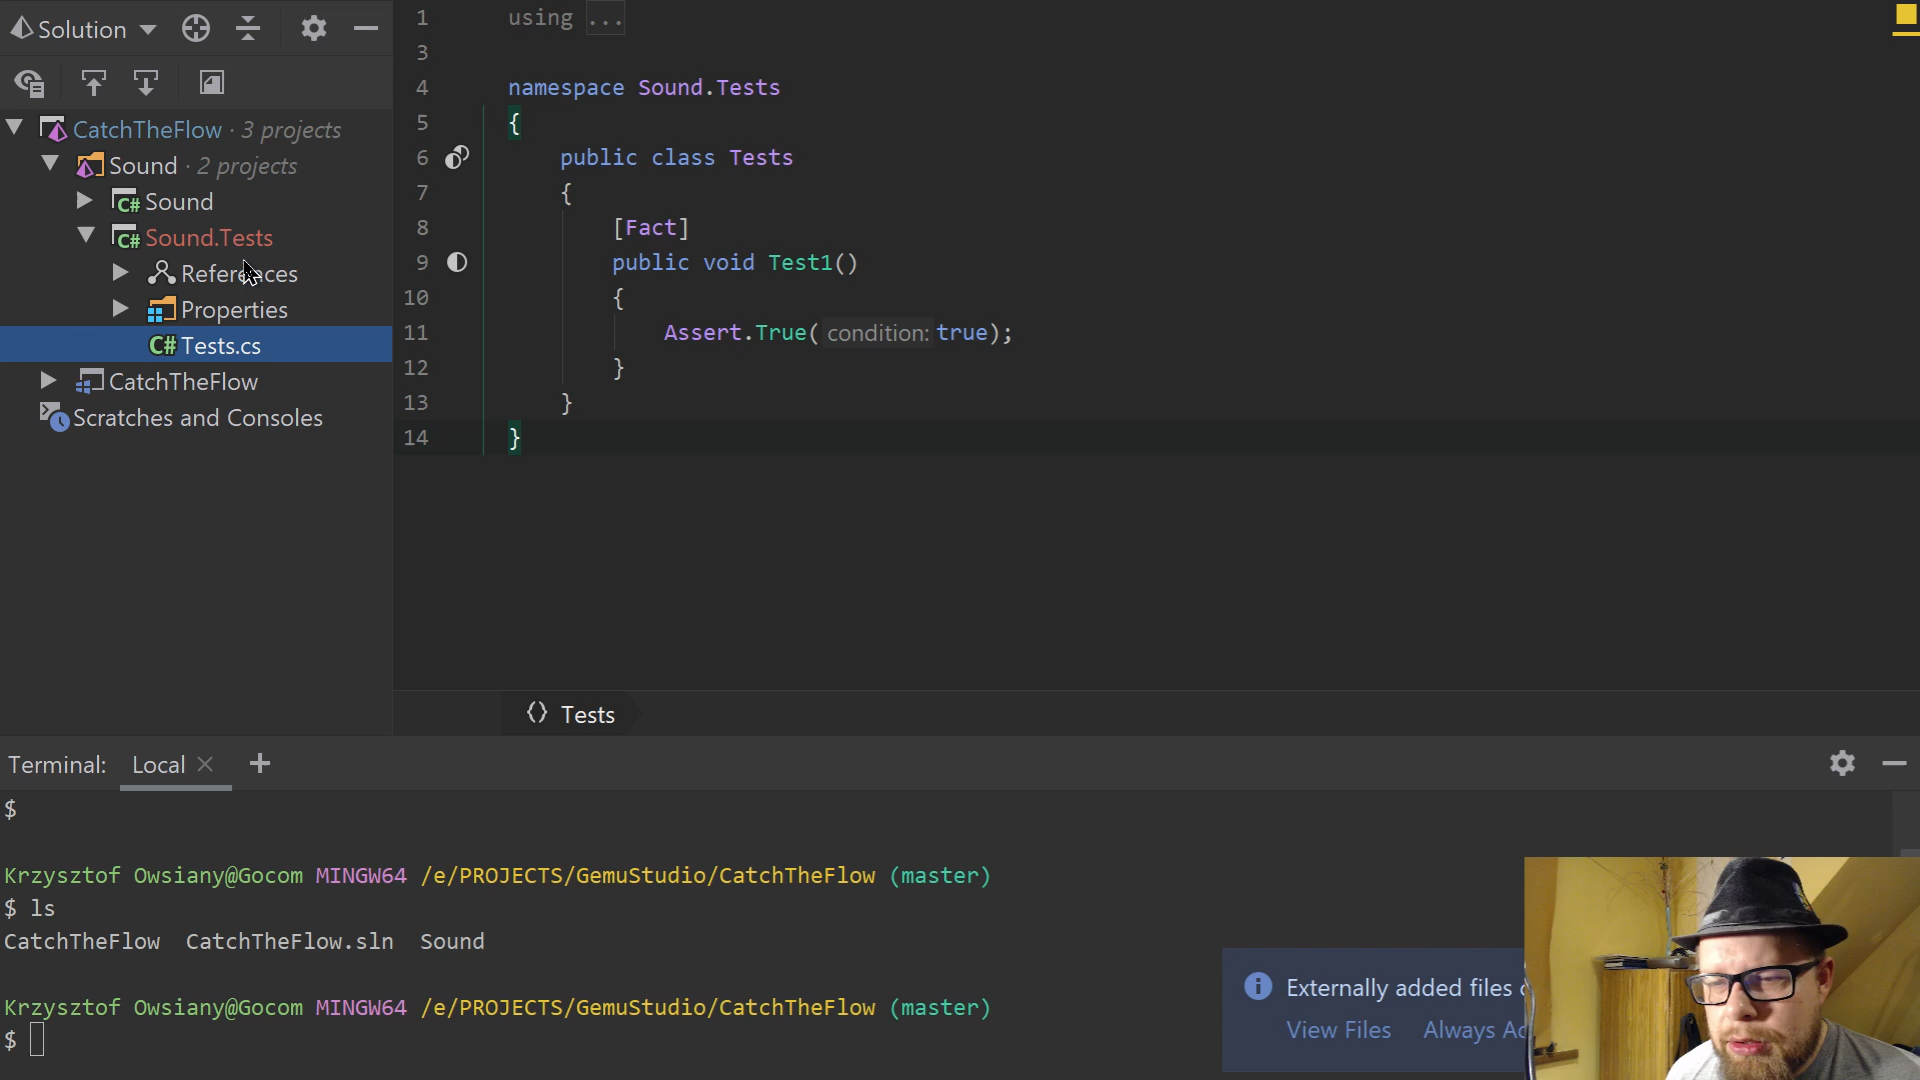 Solution
CatchTheFlow · 3 projects
Sound · 2 projects
C# Sound
C# Sound.Tests
References
Properties
C# Tests.cs
CatchTheFlow
Scratches and Consoles
1 using ...
3
4 namespace Sound.Tests
5 {
6 public class Tests
7 {
8 [Fact]
9 public void Test1()
10 {
11 Assert.True( condition: true);
12 }
13 }
14 }
Tests
Terminal: Local
$
Krzysztof Owsiany@Gocom MINGW64 /e/PROJECTS/GemuStudio/CatchTheFlow (master)
$ ls
CatchTheFlow CatchTheFlow.sln Sound
Krzysztof Owsiany@Gocom MINGW64 /e/PROJECTS/GemuStudio/CatchTheFlow (master)
$
Externally added files
View Files Always